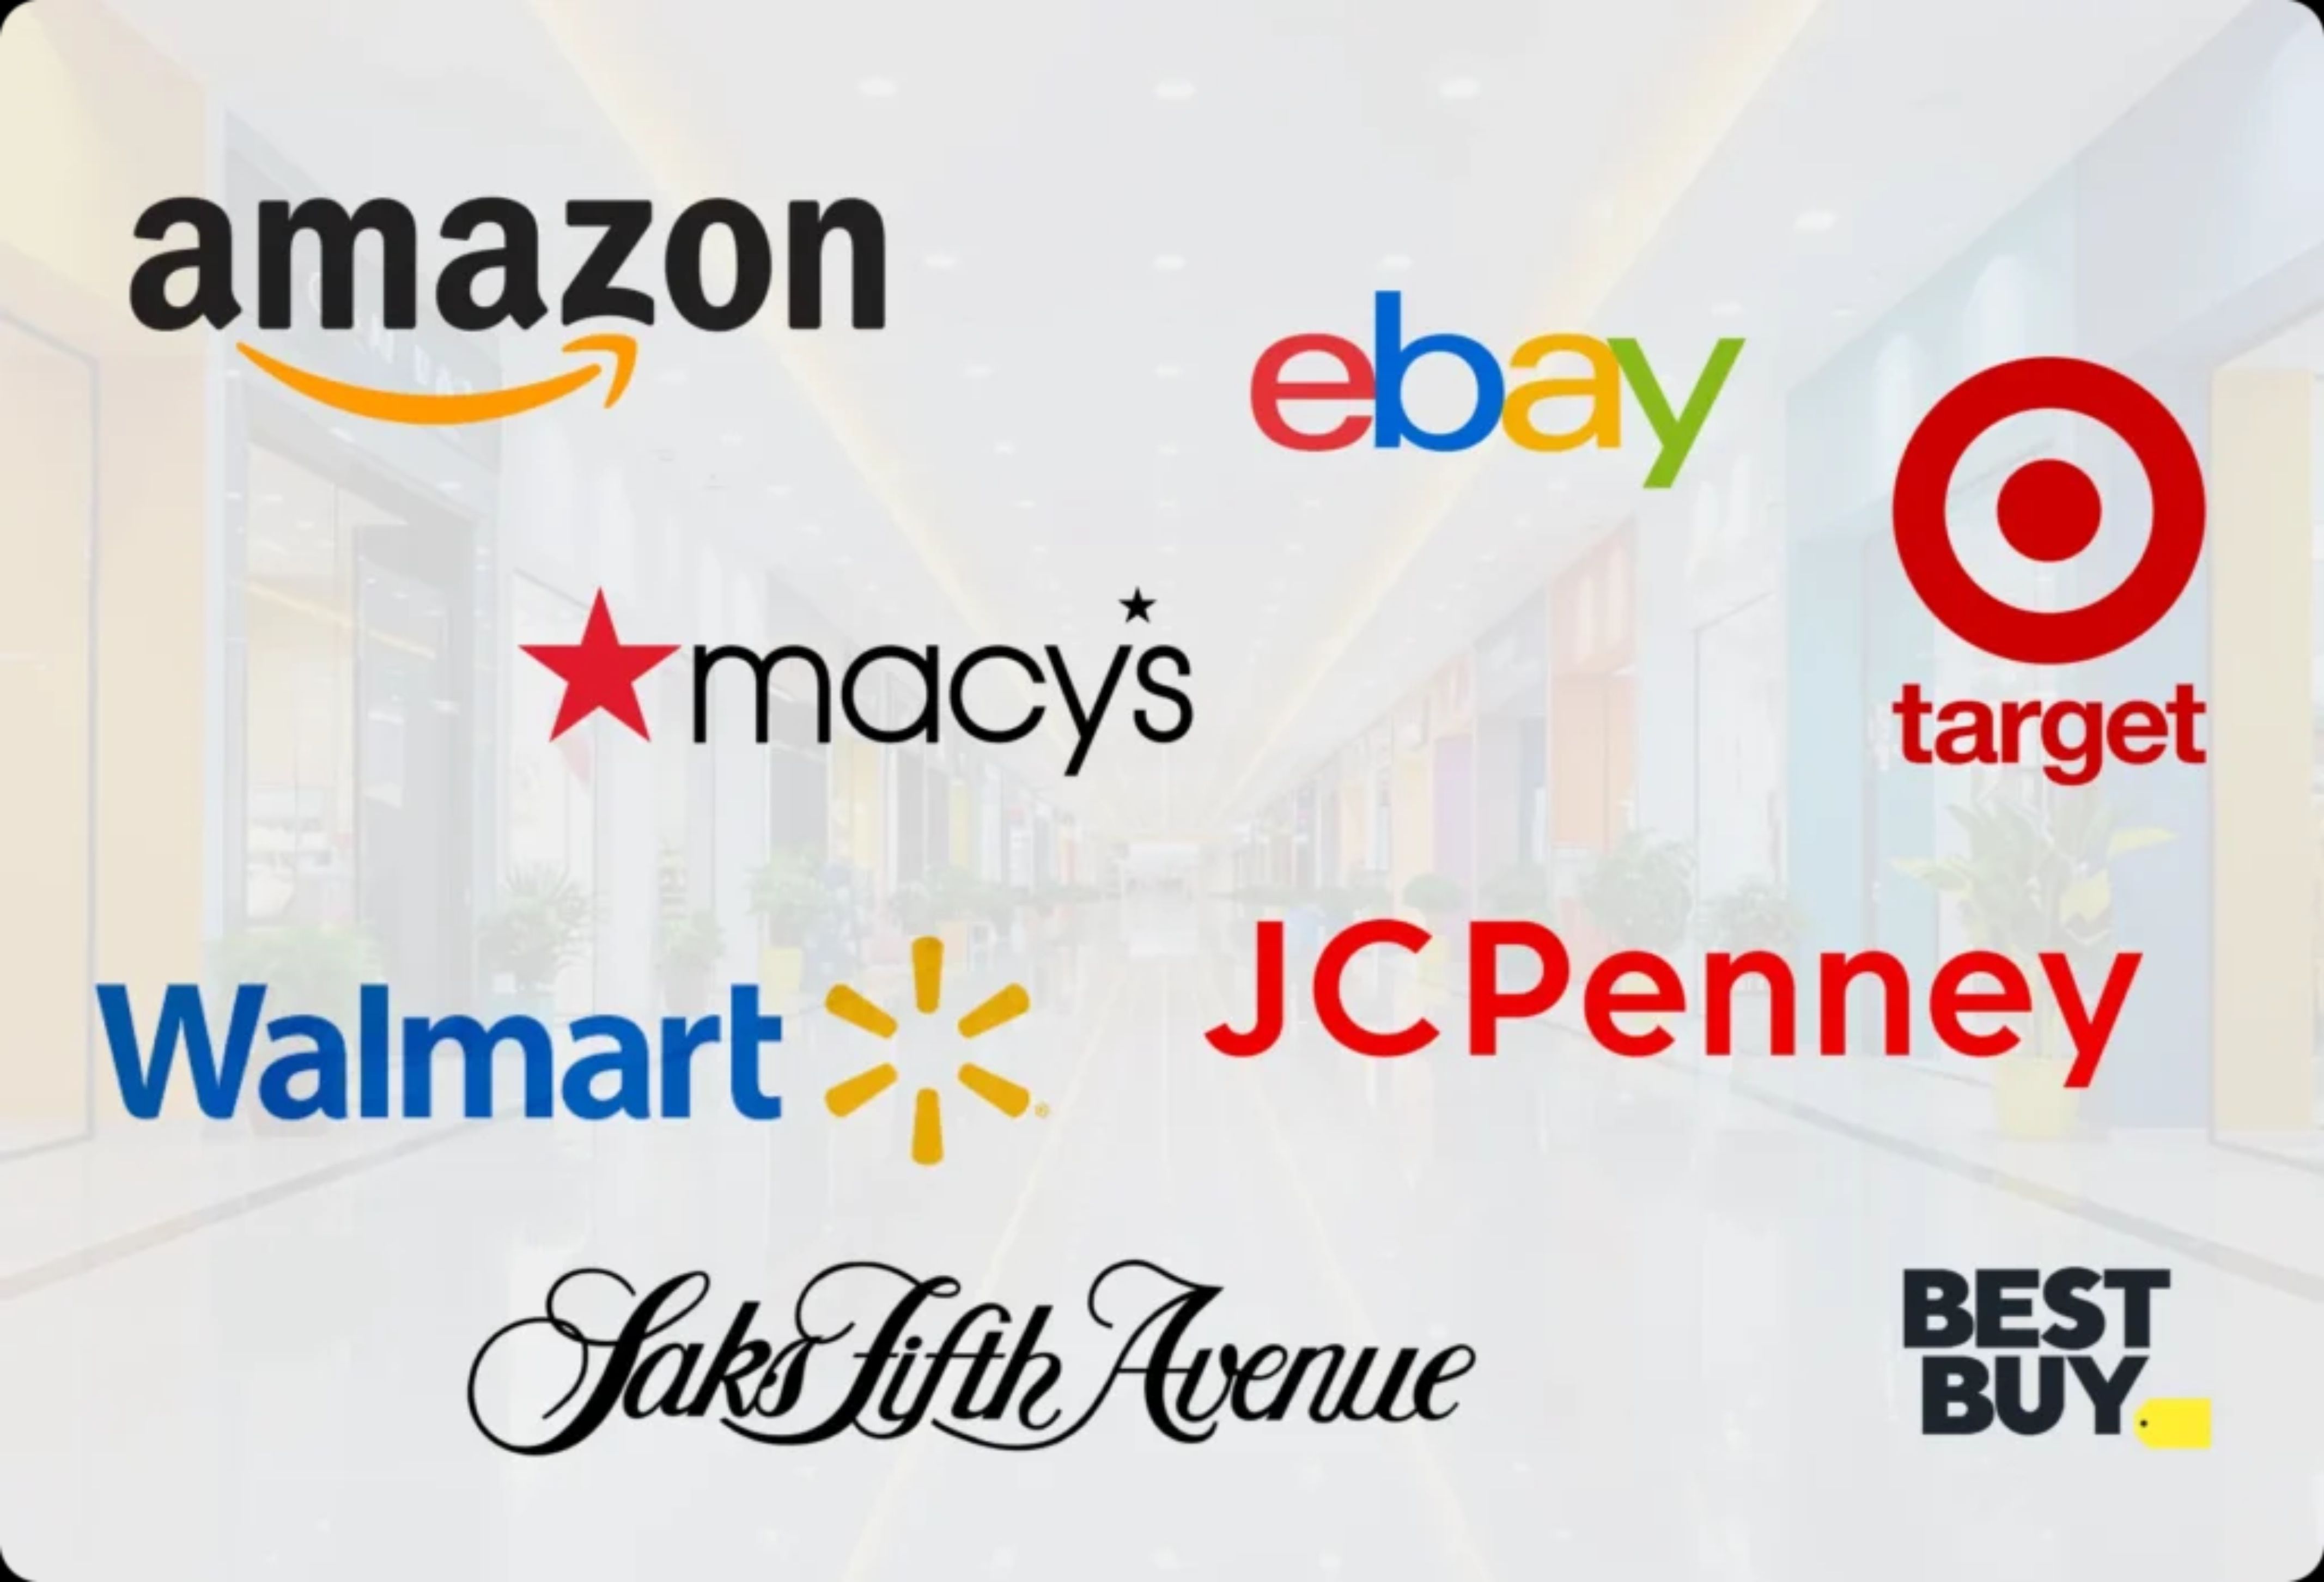 amazon
ebay
target
macy's
Walmart
JCPenney
Saks Fifth Avenue
BEST
BUY